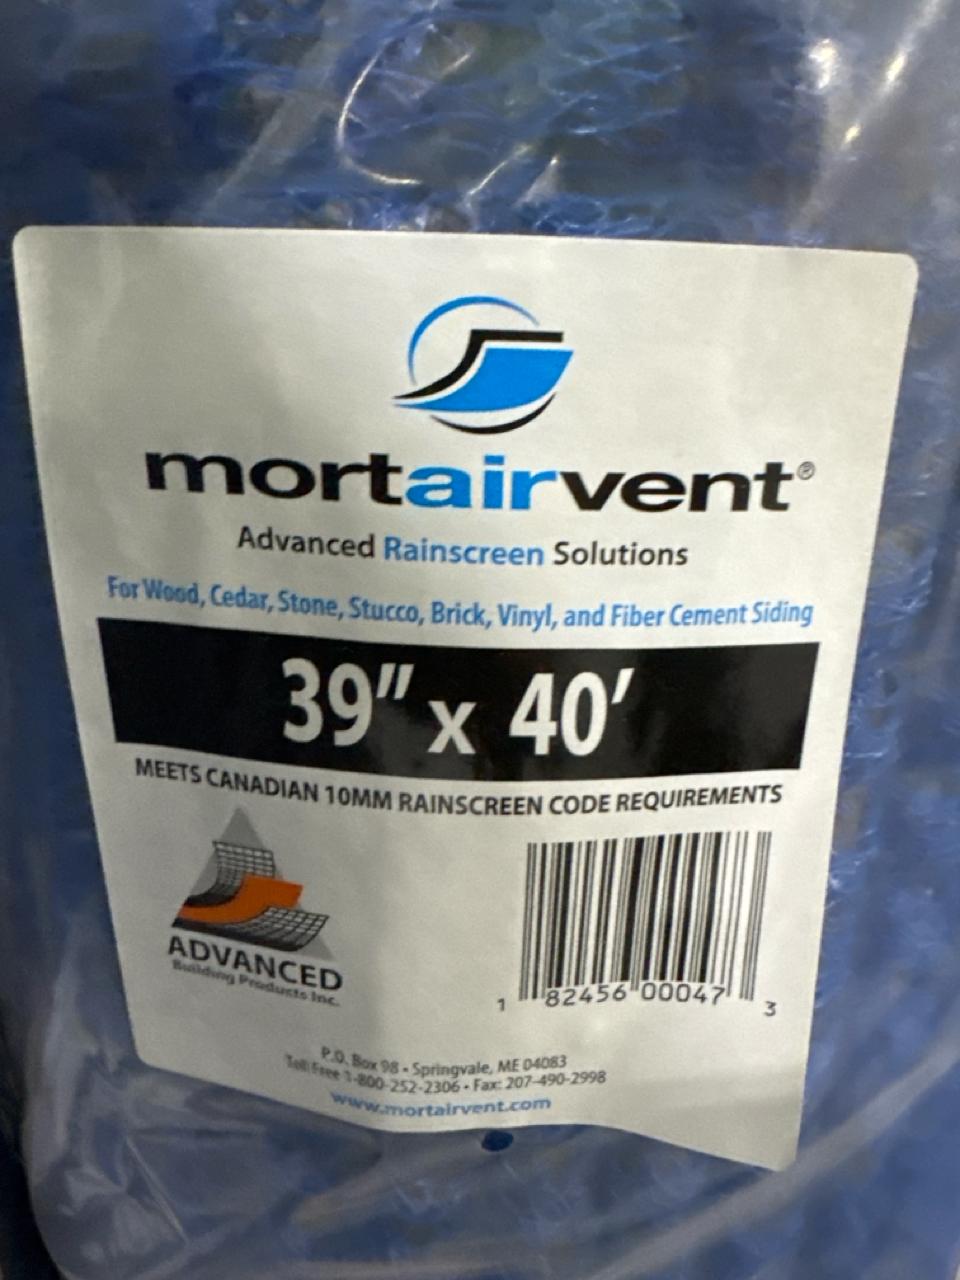 mortairvent®
Advanced Rainscreen Solutions
For Wood, Cedar, Stone, Stucco, Brick, Vinyl, and Fiber Cement Siding
39" x 40'
MEETS CANADIAN 10MM RAINSCREEN CODE REQUIREMENTS
ADVANCED
Building Products Inc.
1 82456 00047 3
P.O. Box 98 • Springvale, ME 04083
Toll Free 1-800-252-2306 • Fax: 207-490-2998
www.mortairvent.com